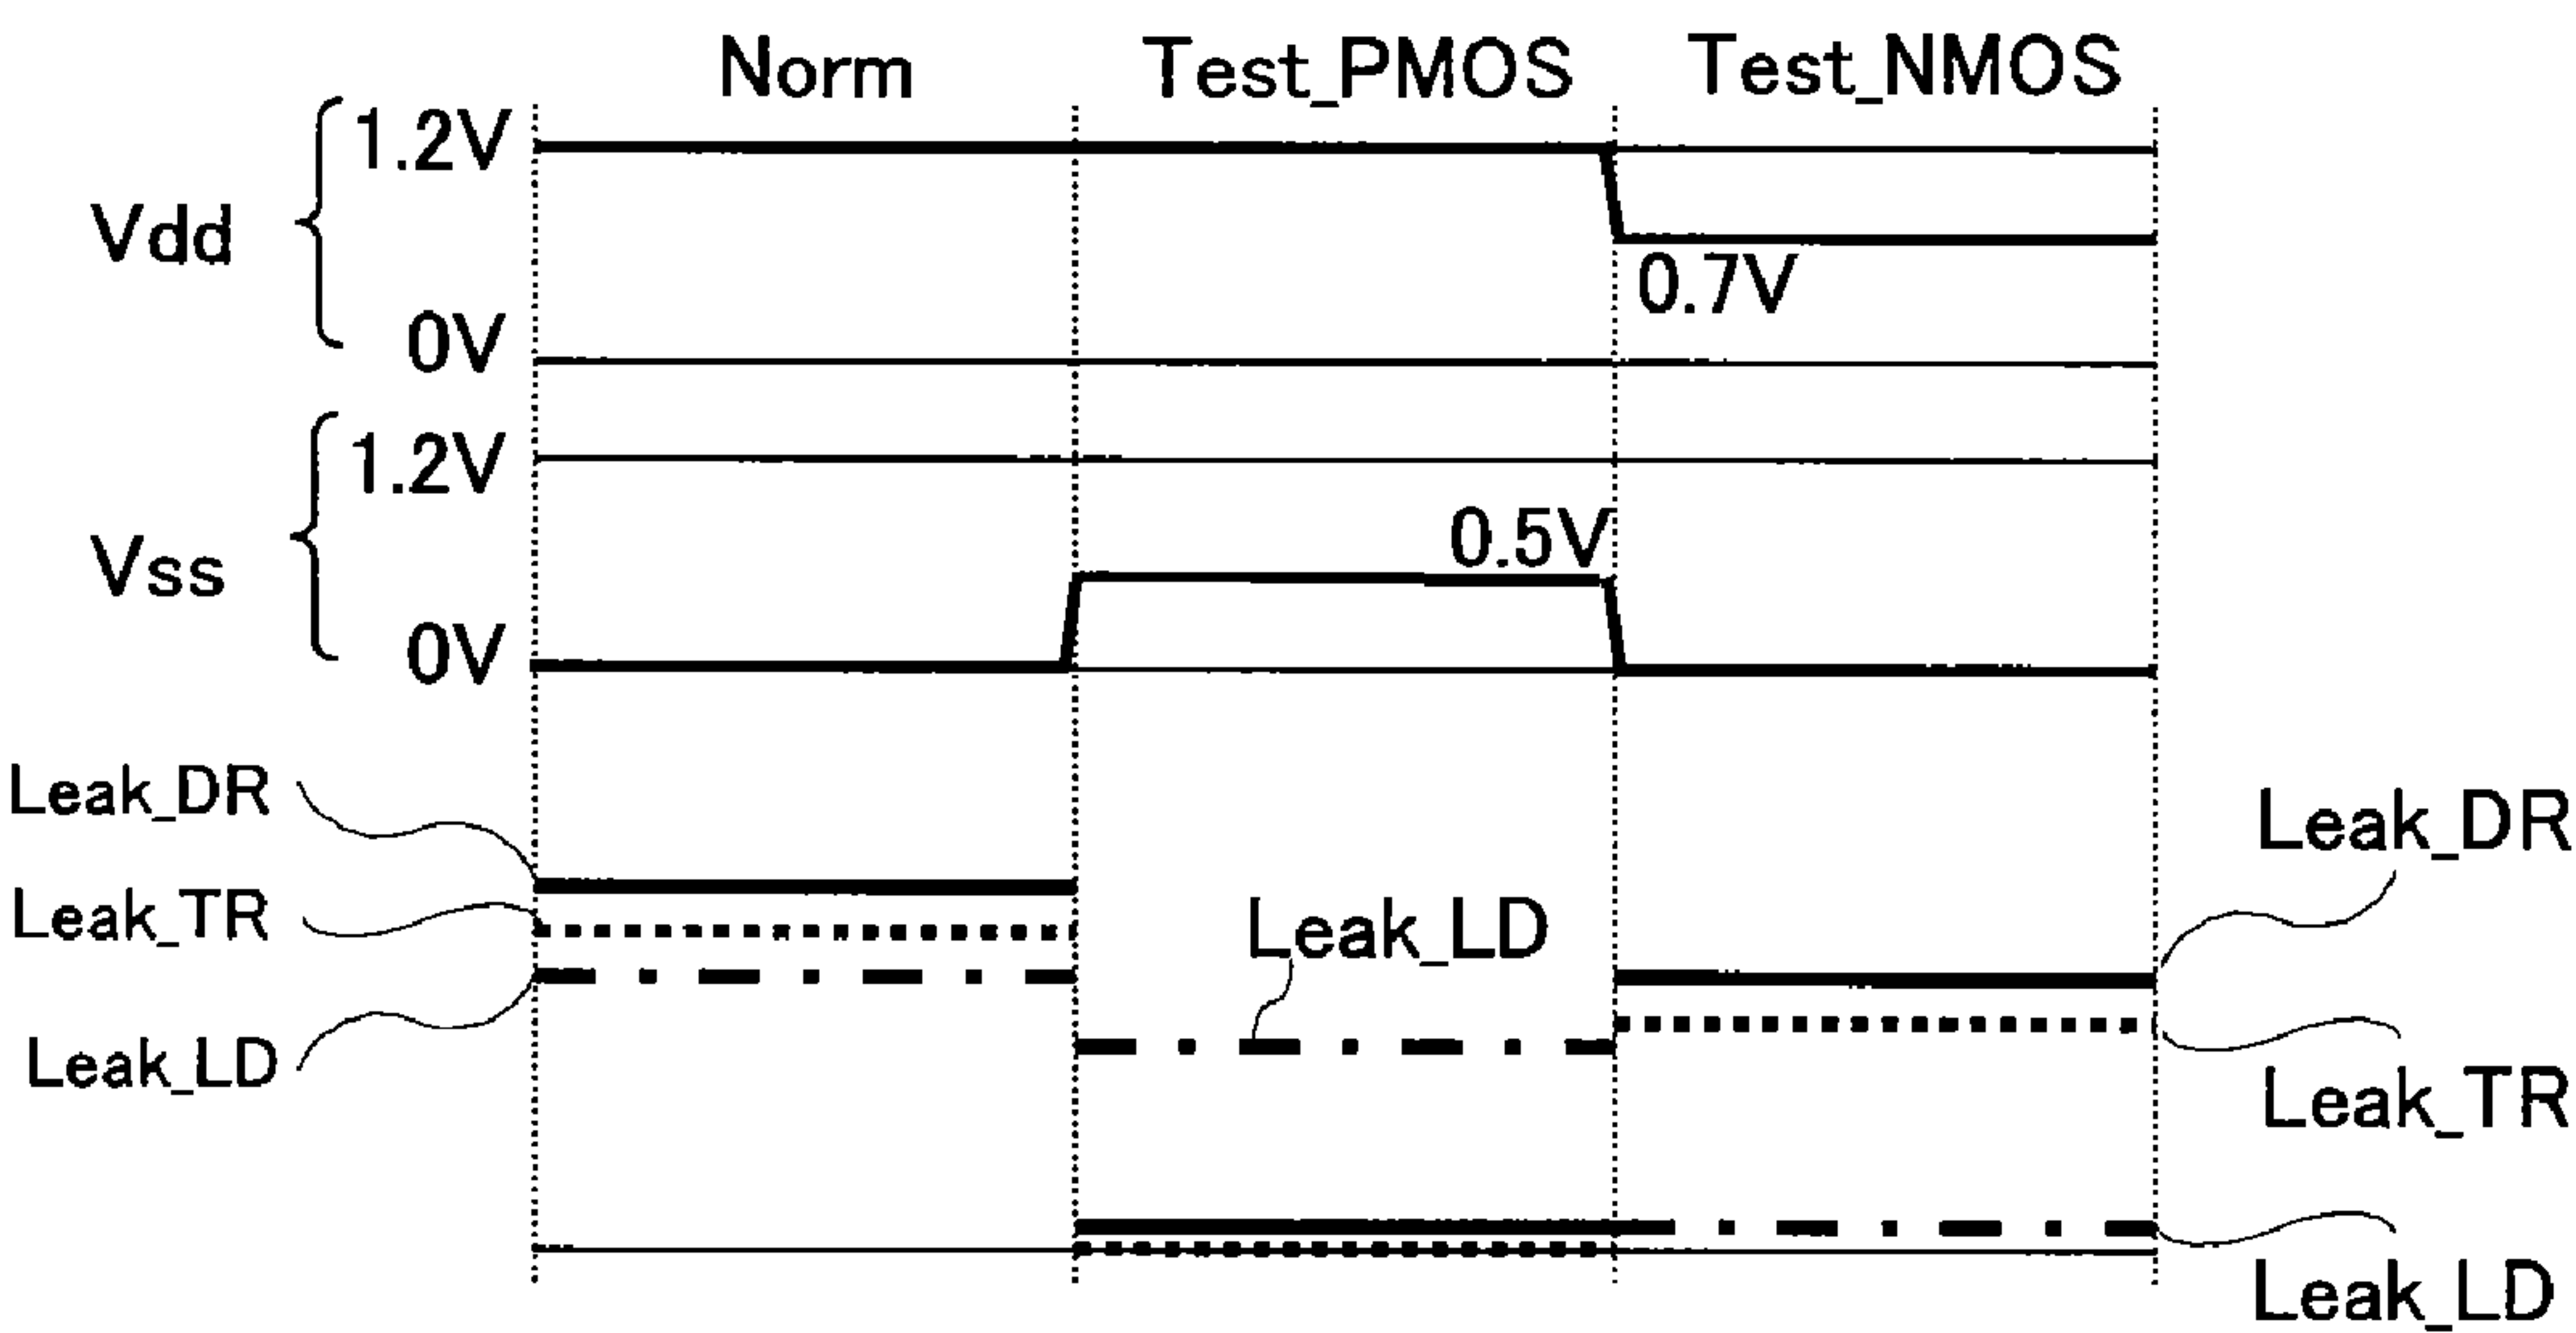 Norm Test_PMOS Test_NMOS
1.2V
Vdd
0.7V
0V
1.2V
0.5V
Vss
0V
Leak_DR
Leak_DR
Leak_TR
Leak_LD
Leak_LD
Leak_TR
Leak_LD